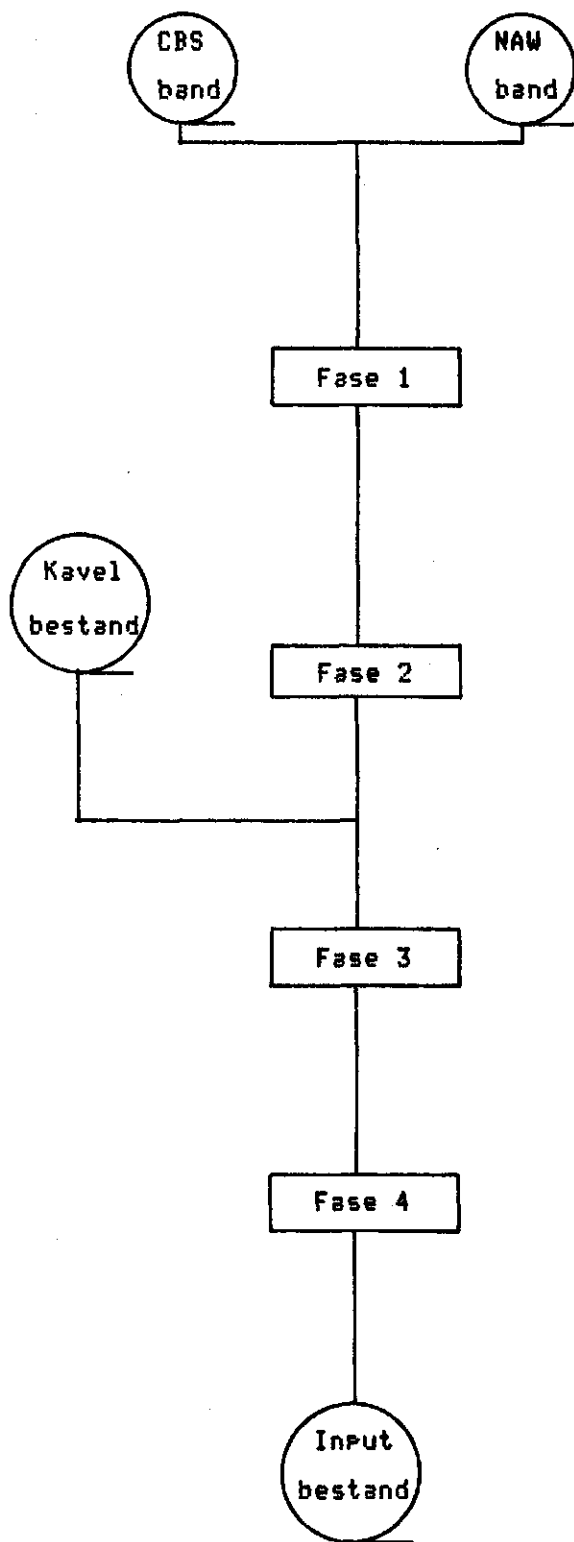 CBS
band
NAW
band
Fase 1
Kavel
bestand
Fase 2
Fase 3
Fase 4
Input
bestand